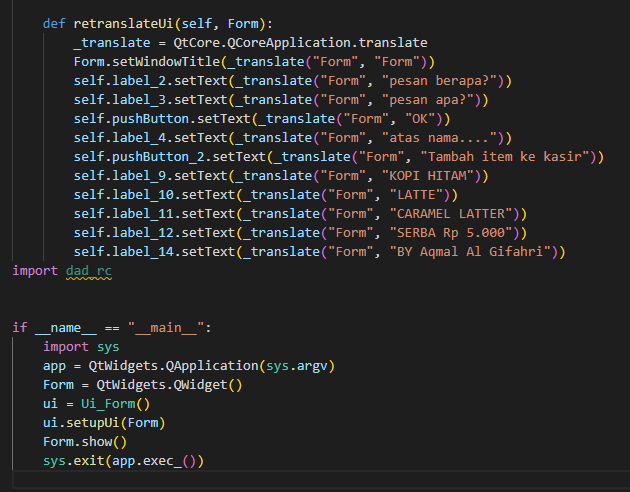 def retranslateUi(self, Form):
_translate = QtCore.QCoreApplication.translate
Form.setWindowTitle(_translate("Form", "Form"))
self.label_2.setText(_translate("Form", "pesan berapa?"))
self.label_3.setText(_translate("Form", "pesan apa?"))
self.pushButton.setText(_translate("Form", "OK"))
self.label_4.setText(_translate("Form", "atas nama...."))
self.pushButton_2.setText(_translate("Form", "Tambah item ke kasir"))
self.label_9.setText(_translate("Form", "KOPI HITAM"))
self.label_10.setText(_translate("Form", "LATTE"))
self.label_11.setText(_translate("Form", "CARAMEL LATTER"))
self.label_12.setText(_translate("Form", "SERBA Rp 5.000"))
self.label_14.setText(_translate("Form", "BY Aqmal Al Gifahri"))
import dad_rc
if __name__ == "__main__":
import sys
app = QtWidgets.QApplication(sys.argv)
Form = QtWidgets.QWidget()
ui = Ui_Form()
ui.setupUi(Form)
Form.show()
sys.exit(app.exec_())